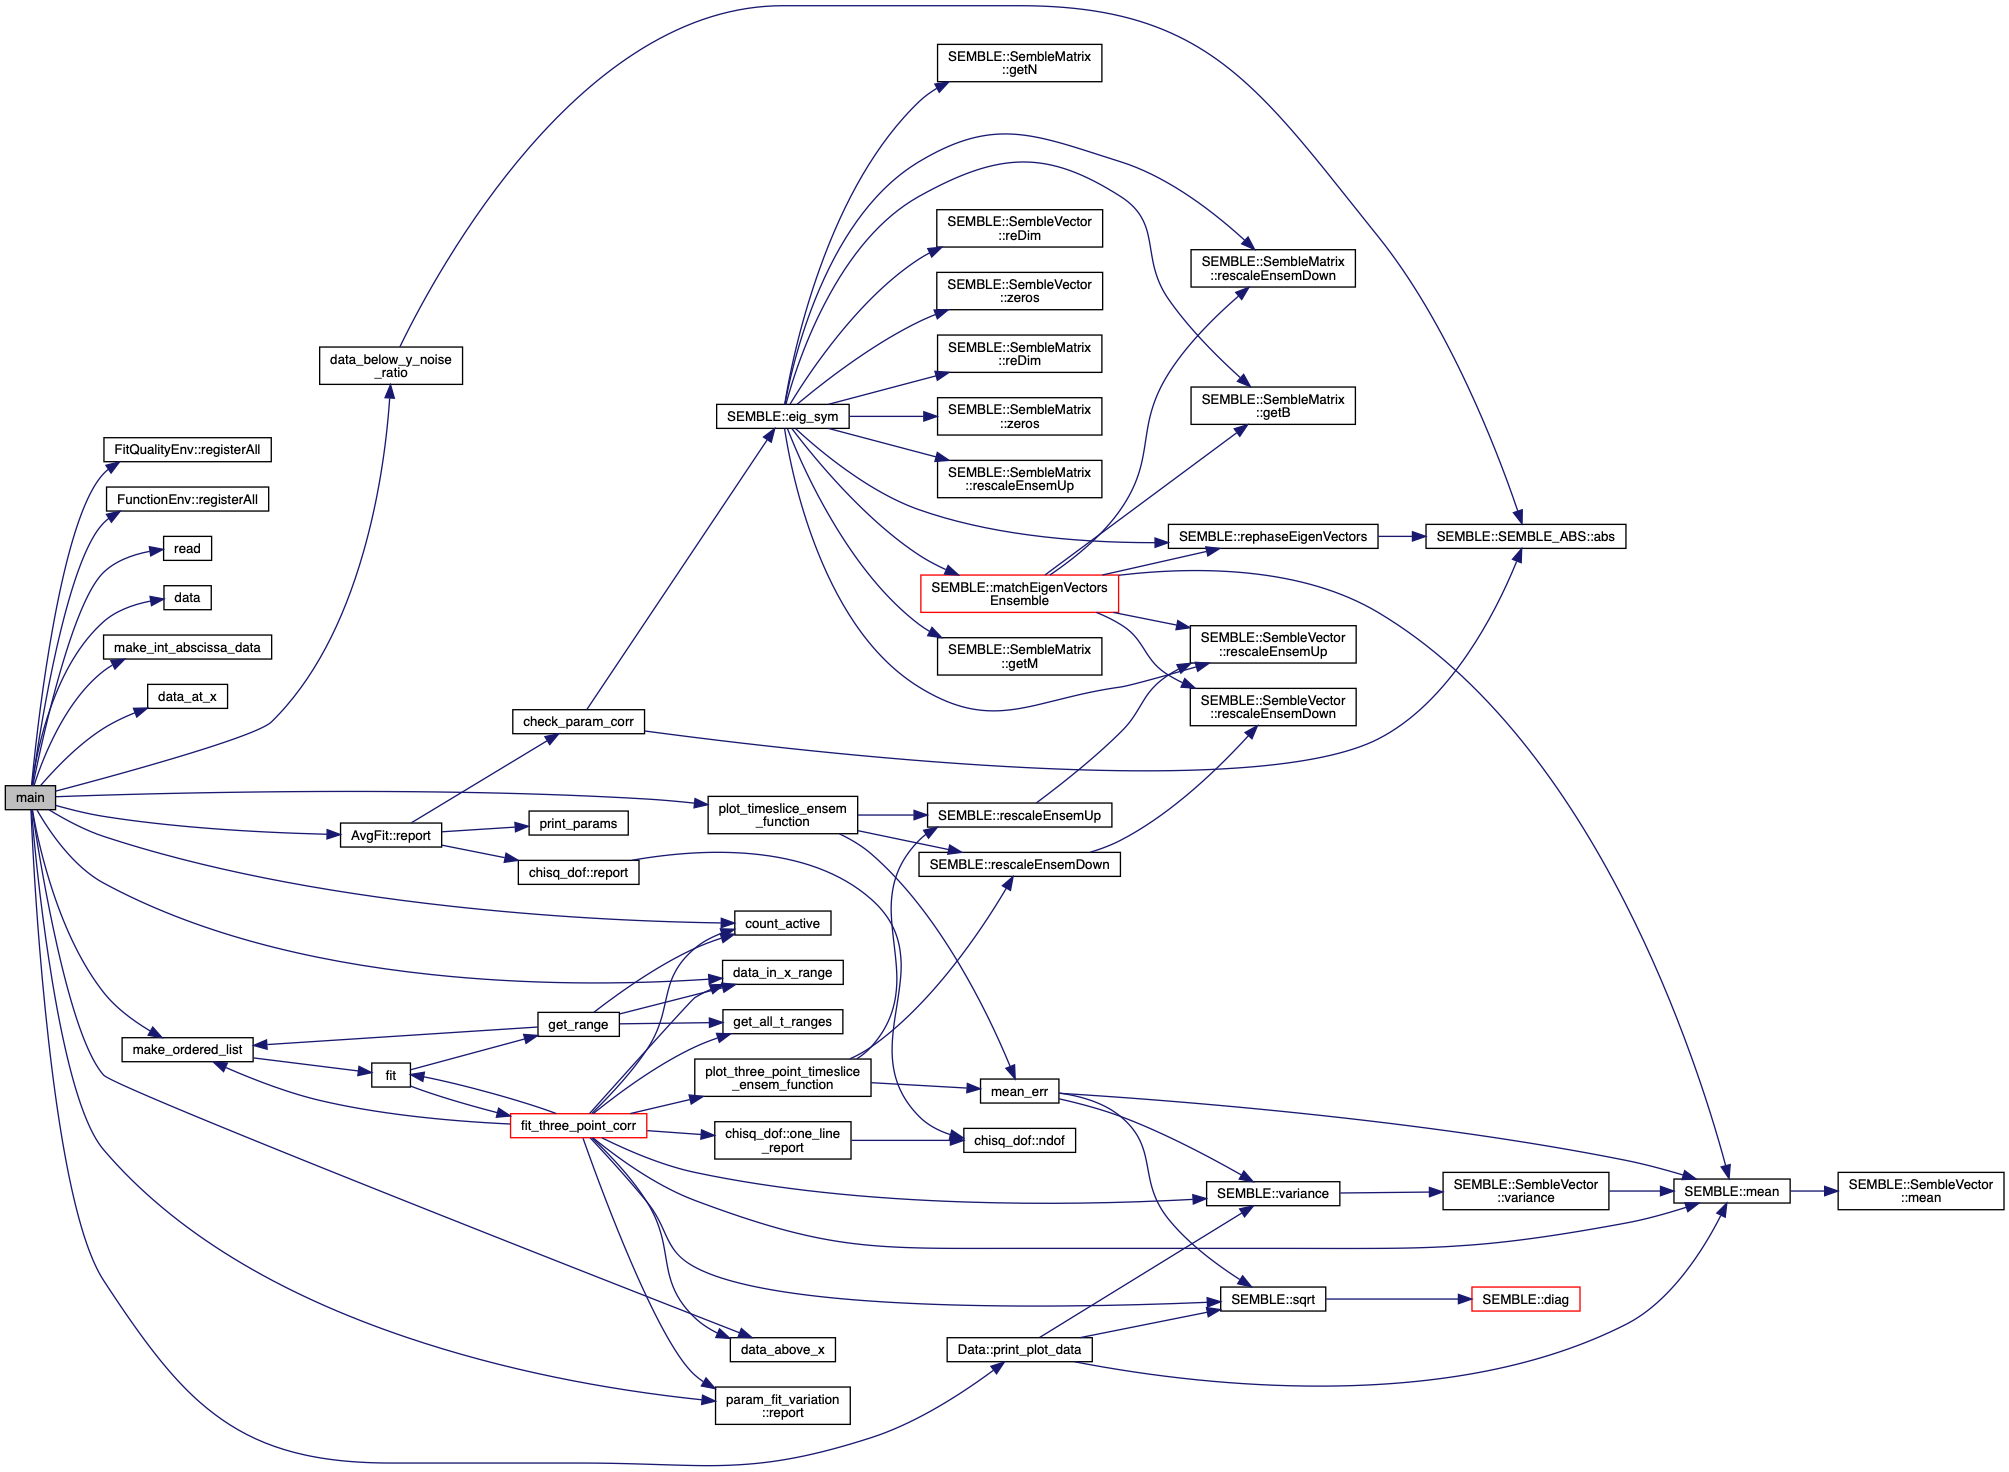 main
FitQualityEnv::registerAll
FunctionEnv::registerAll
read
data
make_int_abscissa_data
data_at_x
data_below_y_noise
_ratio
AvgFit::report
make_ordered_list
fit
check_param_corr
print_params
chisq_dof::report
get_range
fit_three_point_corr
SEMBLE::eig_sym
plot_timeslice_ensem
_function
count_active
data_in_x_range
get_all_t_ranges
plot_three_point_timeslice
_ensem_function
chisq_dof::one_line
_report
data_above_x
param_fit_variation
::report
SEMBLE::SembleMatrix
::getN
SEMBLE::SembleVector
::reDim
SEMBLE::SembleVector
::zeros
SEMBLE::SembleMatrix
::reDim
SEMBLE::SembleMatrix
::zeros
SEMBLE::SembleMatrix
::rescaleEnsemUp
SEMBLE::matchEigenVectors
Ensemble
SEMBLE::SembleMatrix
::getM
SEMBLE::rescaleEnsemUp
SEMBLE::rescaleEnsemDown
mean_err
chisq_dof::ndof
Data::print_plot_data
SEMBLE::SembleMatrix
::rescaleEnsemDown
SEMBLE::SembleMatrix
::getB
SEMBLE::rephaseEigenVectors
SEMBLE::SembleVector
::rescaleEnsemUp
SEMBLE::SembleVector
::rescaleEnsemDown
SEMBLE::variance
SEMBLE::sqrt
SEMBLE::SEMBLE_ABS::abs
SEMBLE::SembleVector
::variance
SEMBLE::diag
SEMBLE::mean
SEMBLE::SembleVector
::mean